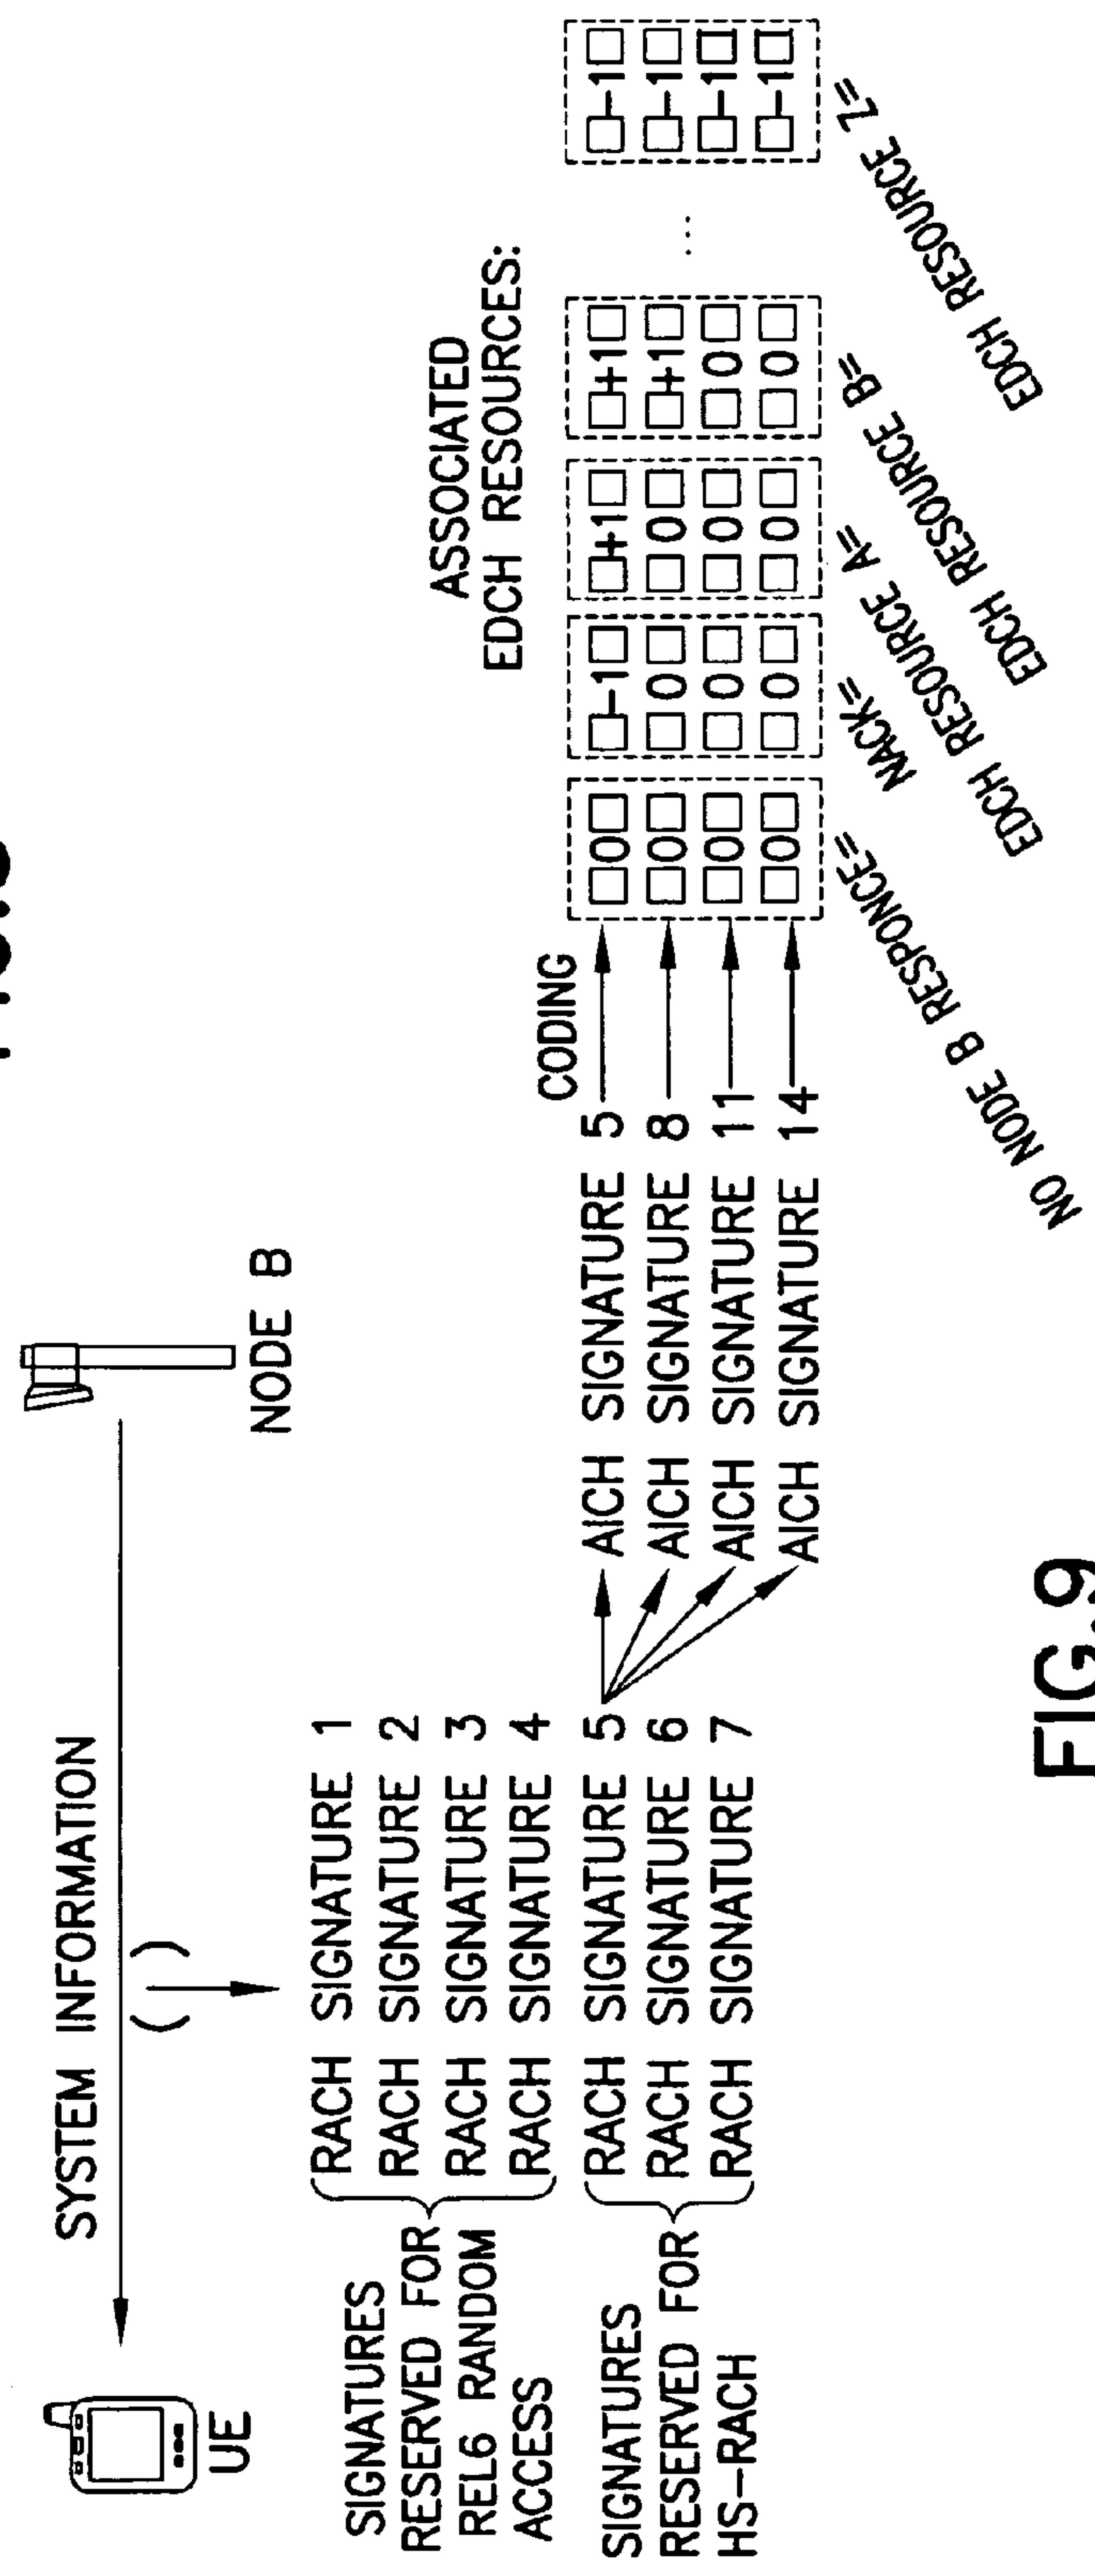 SYSTEM INFORMATION
UE
NODE B
( )
SIGNATURES
RESERVED FOR
REL6 RANDOM
ACCESS
RACH SIGNATURE 1
RACH SIGNATURE 2
RACH SIGNATURE 3
RACH SIGNATURE 4
SIGNATURES
RESERVED FOR
HS-RACH
RACH SIGNATURE 5
RACH SIGNATURE 6
RACH SIGNATURE 7
AICH SIGNATURE 5
AICH SIGNATURE 8
AICH SIGNATURE 11
AICH SIGNATURE 14
CODING
ASSOCIATED
EDCH RESOURCES:
0 -1 +1 +1 -1
0 0 0 +1 ... -1
0 0 0 0 -1
0 0 0 0 -1
NO NODE B RESPONCE=
NACK=
EDCH RESOURCE A=
EDCH RESOURCE B=
EDCH RESOURCE Z=
FIG.9